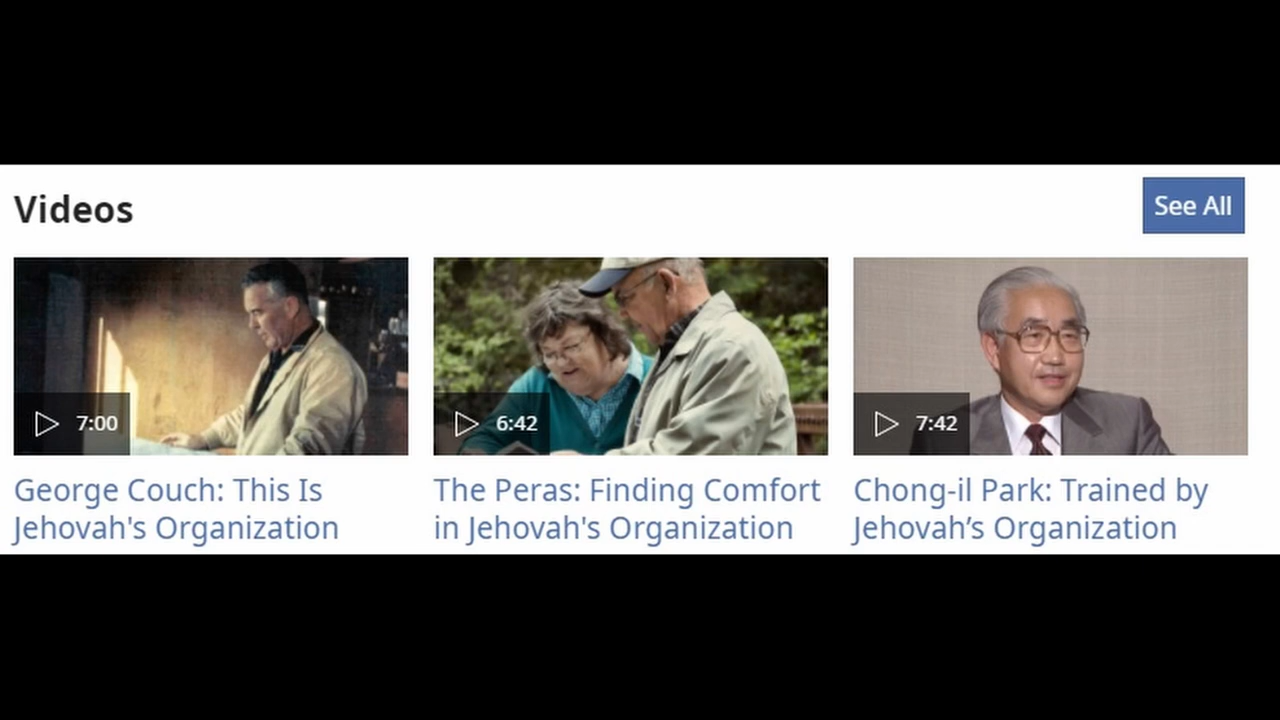 Videos
See All
7:00
6:42
7:42
George Couch: This Is
Jehovah's Organization
The Peras: Finding Comfort
in Jehovah's Organization
Chong-il Park: Trained by
Jehovah’s Organization